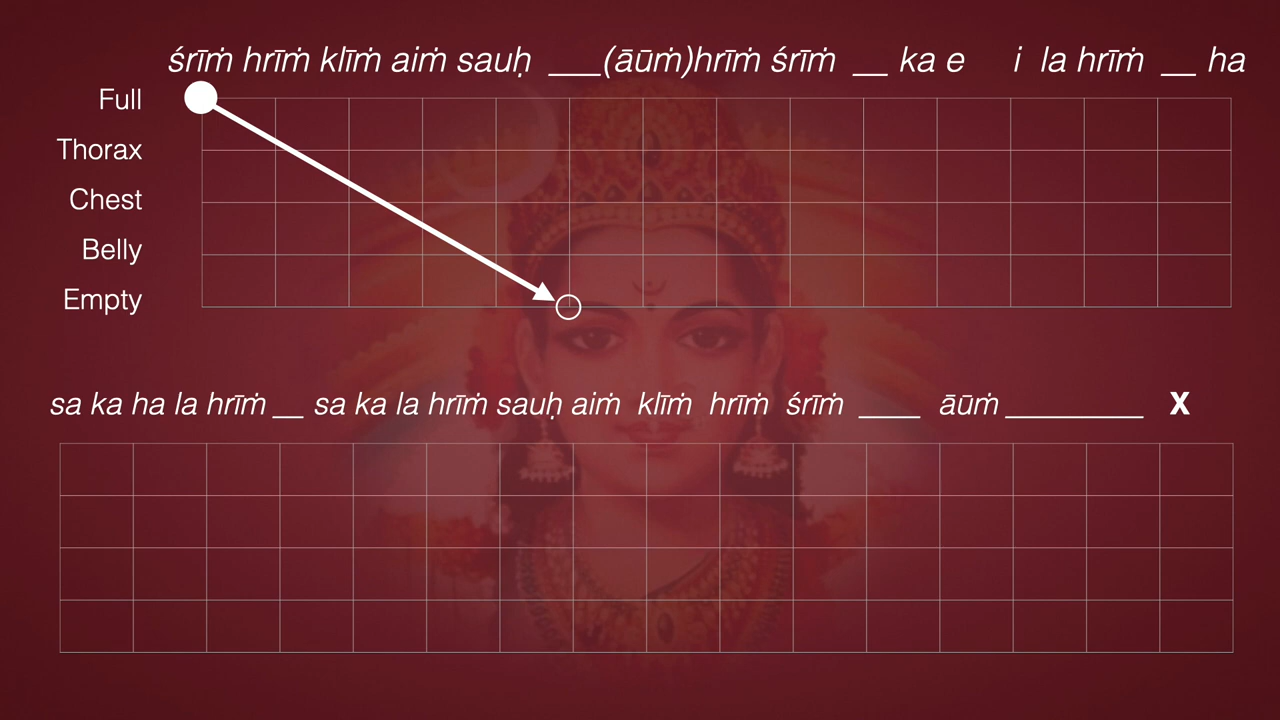 śrīṁ hrīṁ klīṁ aiṁ sauḥ ___(āūṁ)hrīṁ śrīṁ __ ka e i la hrīṁ __ ha
Full
Thorax
Chest
Belly
Empty
sa ka ha la hrīṁ __ sa ka la hrīṁ sauḥ aiṁ klīṁ hrīṁ śrīṁ ____ āūṁ _________ X